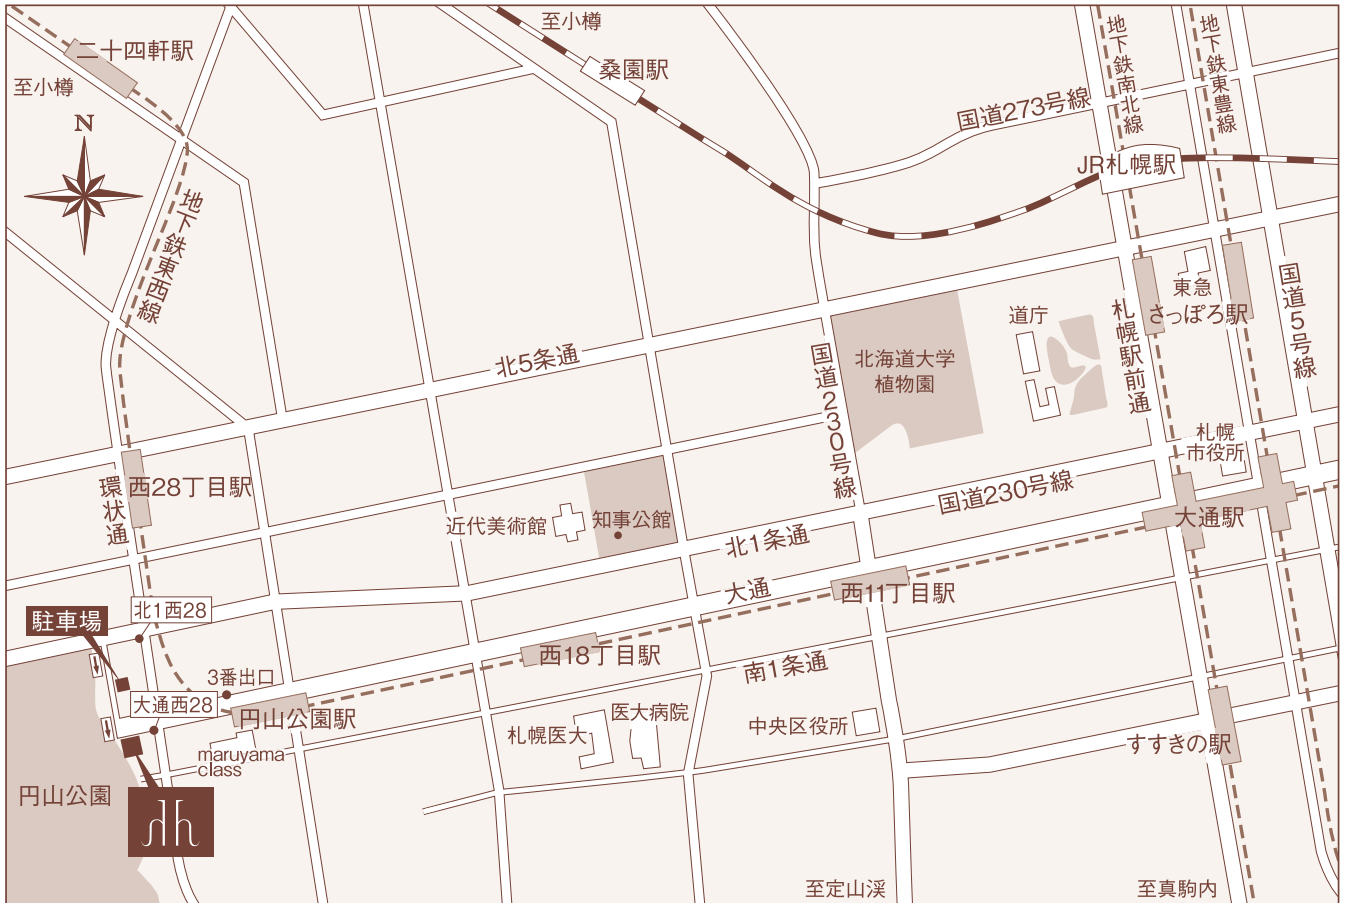 至小樽
二十四軒駅
至小樽
桑園駅
国道273号線
地下鉄南北線
地下鉄東豊線
N
JR札幌駅
地下鉄東西線
東急
さっぽろ駅
国道5号線
道庁
札幌駅前通
北5条通
国道230号線
北海道大学
植物園
札幌
市役所
西28丁目駅
環状通
国道230号線
近代美術館
知事公館
北1条通
大通駅
大通
西11丁目駅
北1西28
駐車場
西18丁目駅
南1条通
3番出口
大通西28
円山公園駅
医大病院
札幌医大
中央区役所
すすきの駅
maruyama
class
円山公園
至定山渓
至真駒内